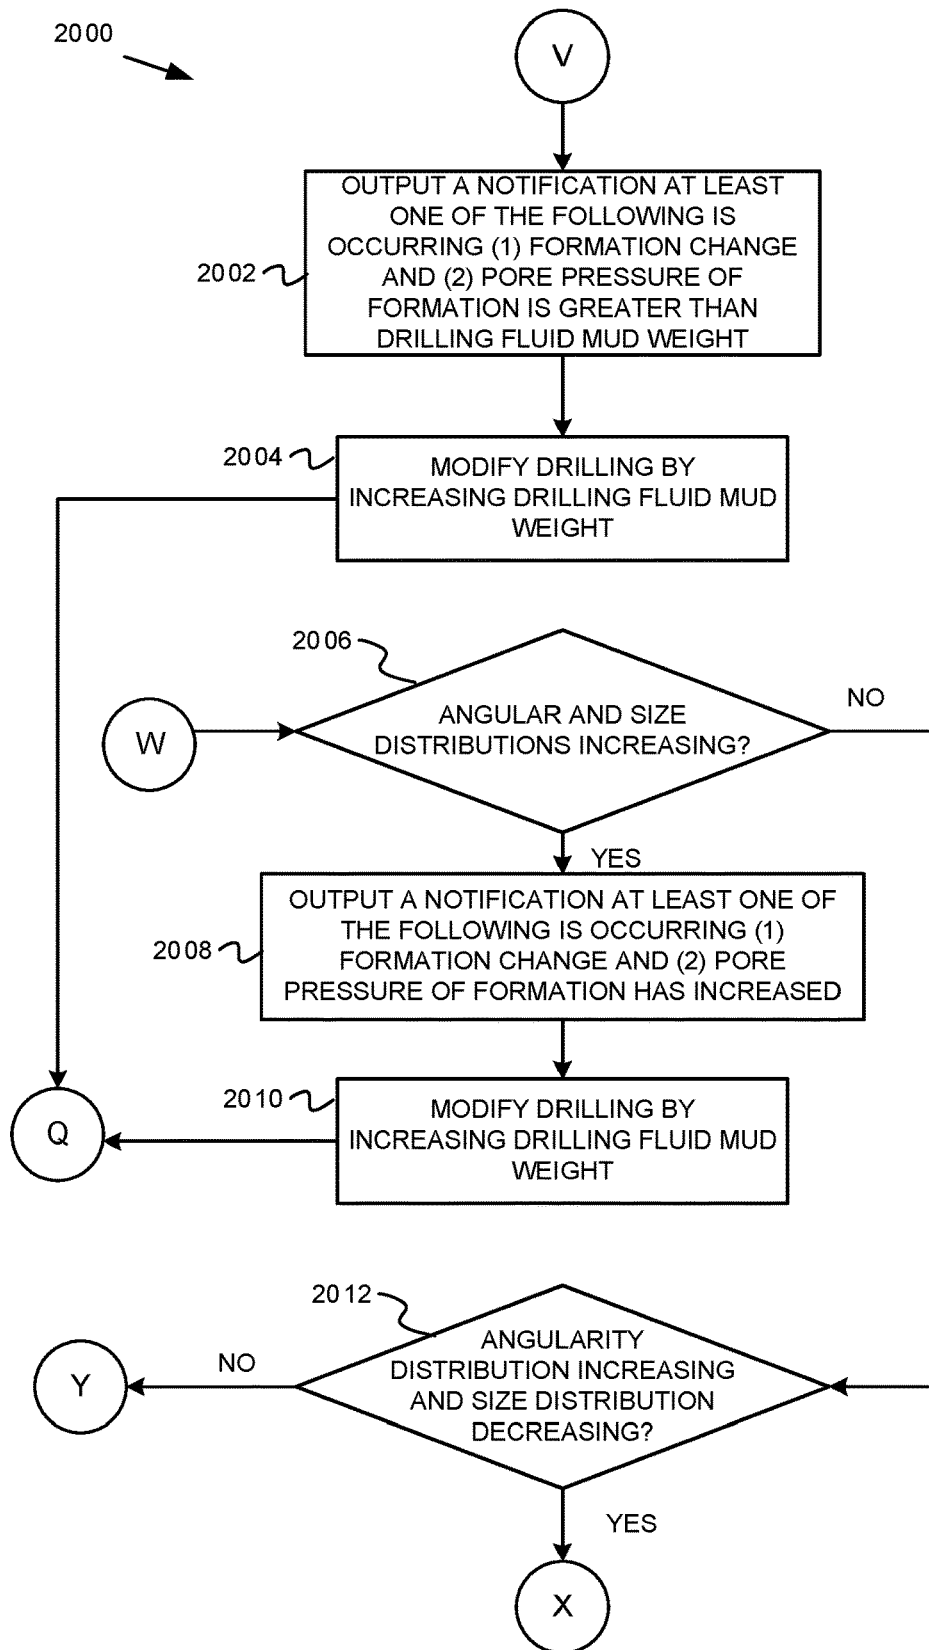 2000
V
OUTPUT A NOTIFICATION AT LEAST
ONE OF THE FOLLOWING IS
OCCURRING (1) FORMATION CHANGE
AND (2) PORE PRESSURE OF
FORMATION IS GREATER THAN
DRILLING FLUID MUD WEIGHT
2002
2004
MODIFY DRILLING BY
INCREASING DRILLING FLUID MUD
WEIGHT
2006
W
ANGULAR AND SIZE
DISTRIBUTIONS INCREASING?
NO
YES
OUTPUT A NOTIFICATION AT LEAST ONE OF
THE FOLLOWING IS OCCURRING (1)
FORMATION CHANGE AND (2) PORE
PRESSURE OF FORMATION HAS INCREASED
2008
2010
MODIFY DRILLING BY
INCREASING DRILLING FLUID MUD
WEIGHT
Q
2012
ANGULARITY
DISTRIBUTION INCREASING
AND SIZE DISTRIBUTION
DECREASING?
NO
Y
YES
X